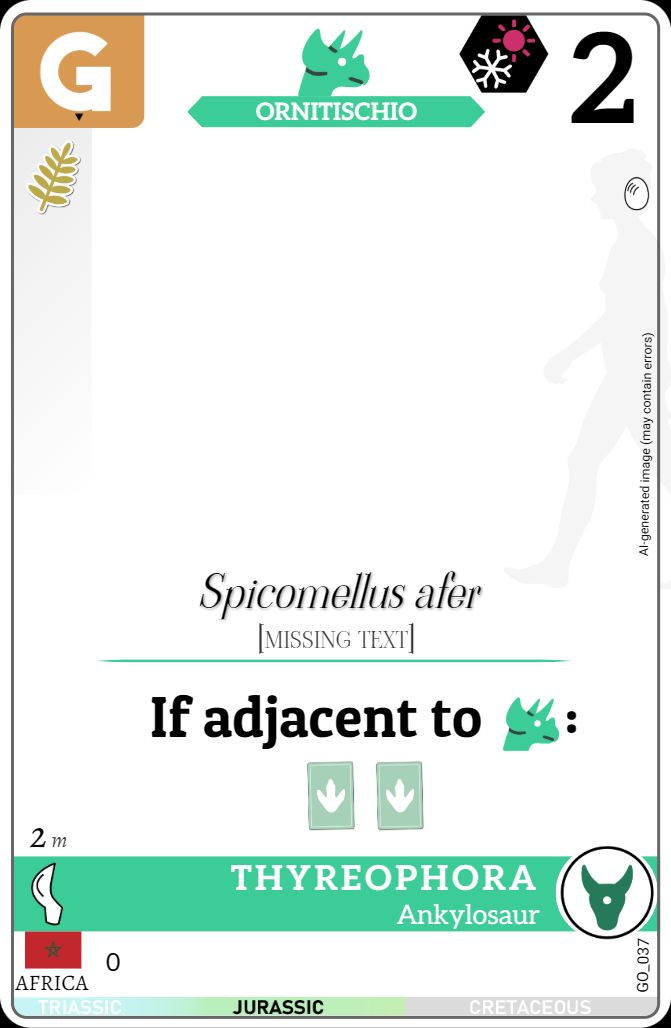 G
ORNITISCHIO
2
AI-generated image (may contain errors)
Spicomellus afer
[MISSING TEXT]
If adjacent to :
2 m
THYREOPHORA
Ankylosaur
AFRICA
0
GO_037
TRIASSIC
JURASSIC
CRETACEOUS